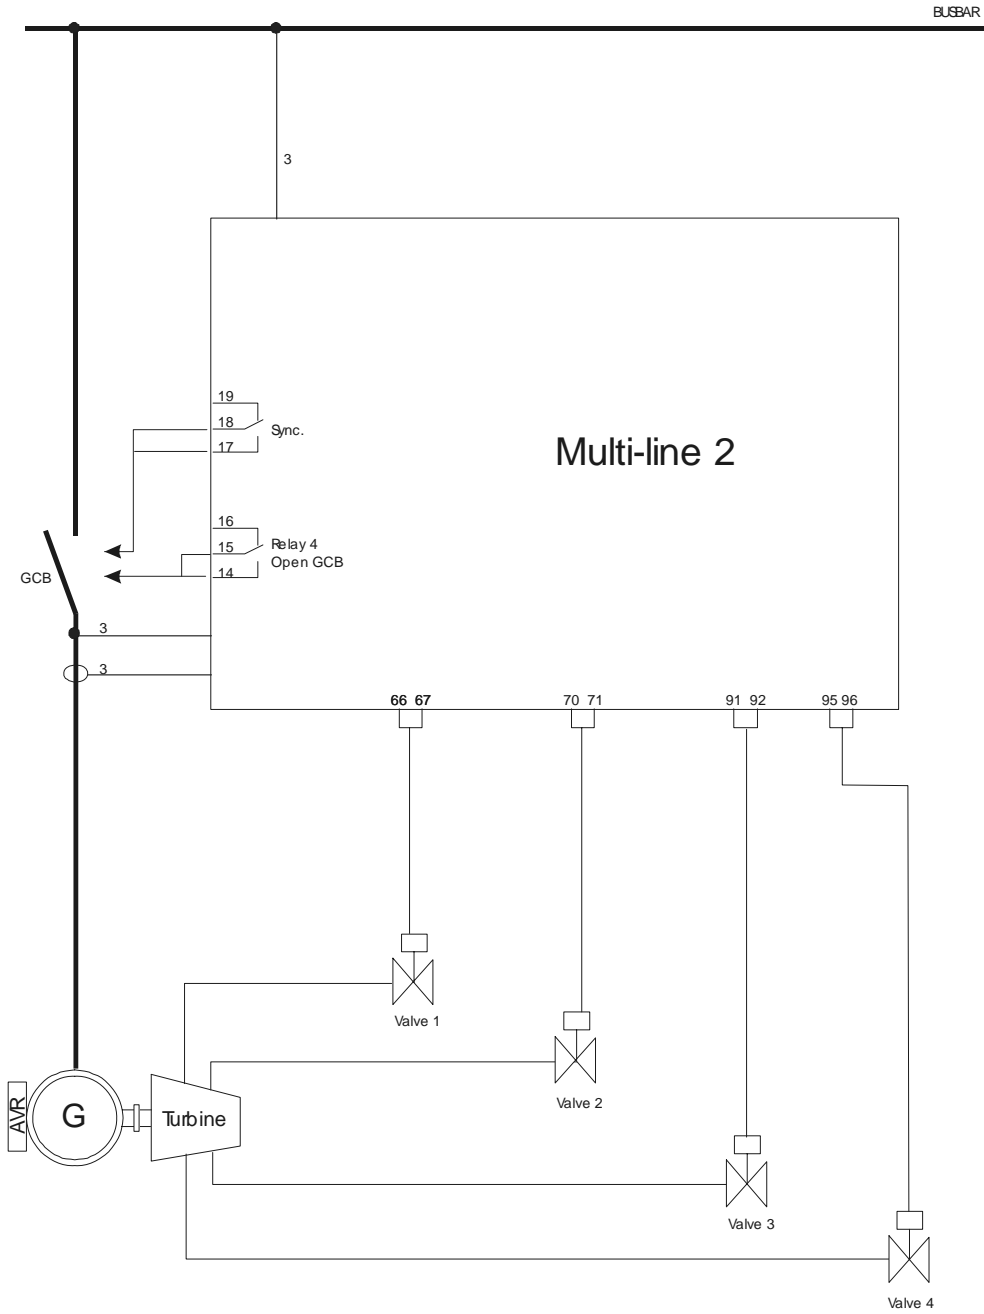 BUSBAR
3
19
18
Sync.
17
Multi-line 2
16
15
Relay 4
Open GCB
14
GCB
3
3
66 67
70 71
91 92
95 96
Valve 1
Valve 2
AVR
G
Turbine
Valve 3
Valve 4